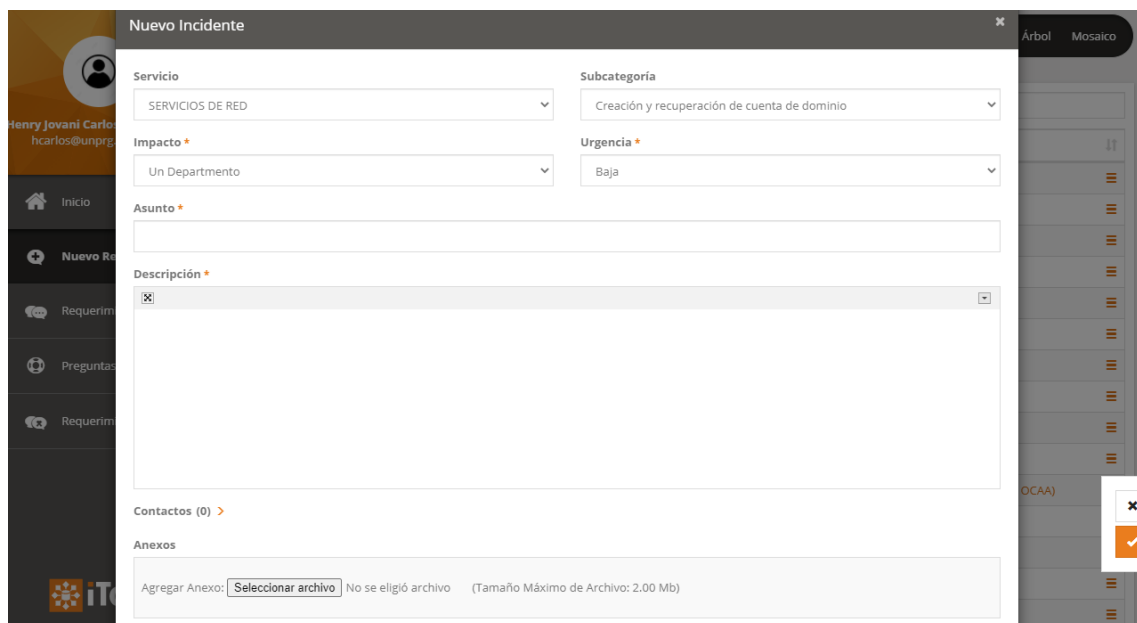 Nuevo Incidente
Árbol Mosaico
Servicio Subcategoría
SERVICIOS DE RED Creación y recuperación de cuenta de dominio
Henry Jovani Carlo
hcarlos@unprg.
Impacto * Urgencia *
Un Departmento Baja
Inicio
Asunto *
Nuevo Re
Descripción *
Requerim
Preguntas
Requerim
OCAA)
Contactos (0) >
Anexos
Agregar Anexo: Seleccionar archivo No se eligió archivo (Tamaño Máximo de Archivo: 2.00 Mb)
iTo